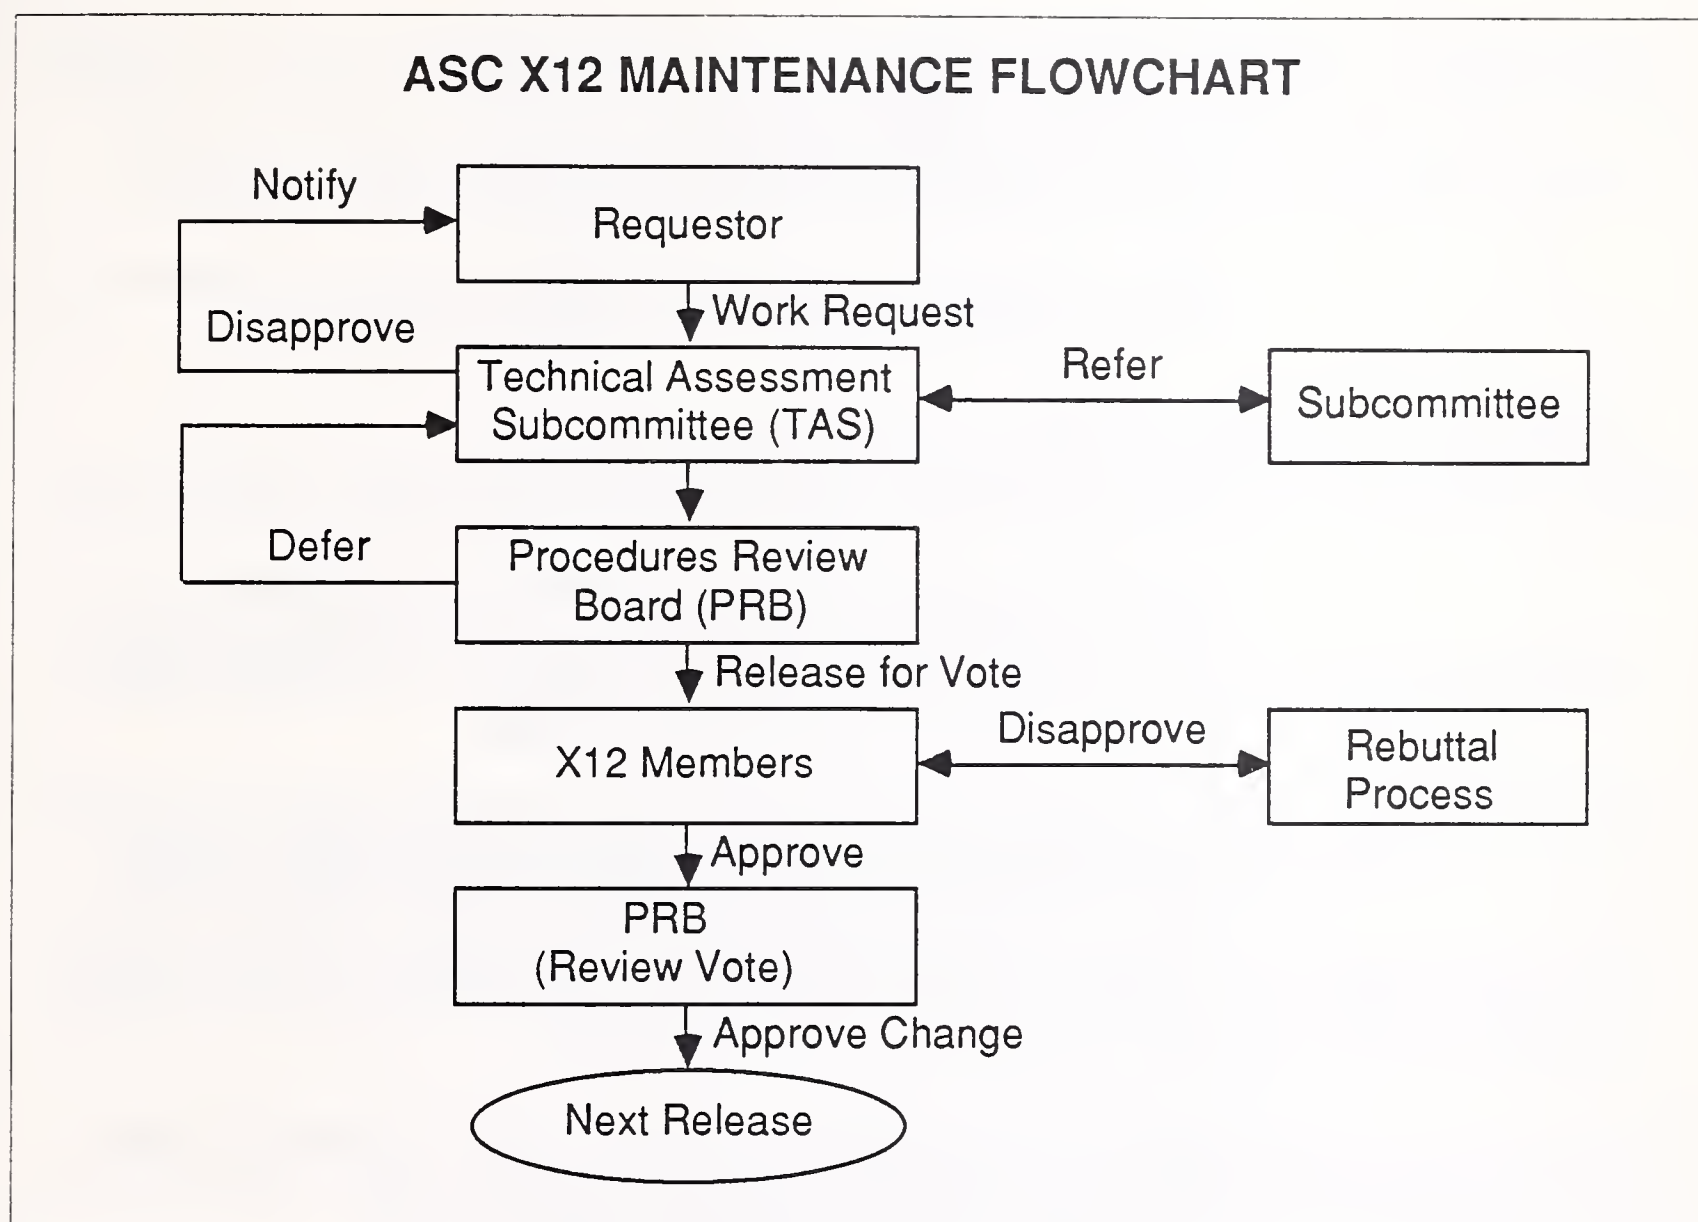 ASC X12 MAINTENANCE FLOWCHART
Notify
Requestor
Work Request
Disapprove
Technical Assessment
Subcommittee (TAS)
Refer
Subcommittee
Defer
Procedures Review
Board (PRB)
Release for Vote
X12 Members
Disapprove
Rebuttal
Process
Approve
PRB
(Review Vote)
Approve Change
Next Release